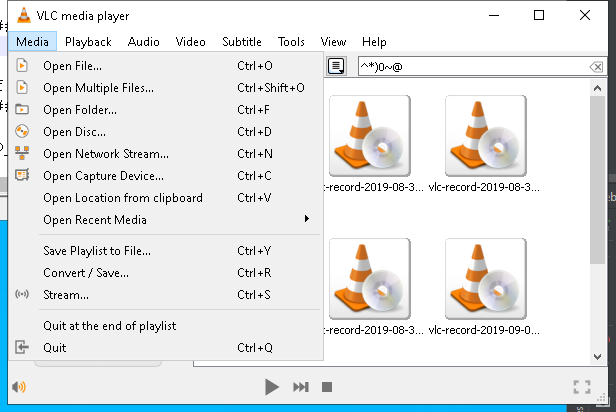 VLC media player
Media Playback Audio Video Subtitle Tools View Help
^*)0~@
Open File... Ctrl+O
Open Multiple Files... Ctrl+Shift+O
Open Folder... Ctrl+F
Open Disc... Ctrl+D
Open Network Stream... Ctrl+N
Open Capture Device... Ctrl+C
Open Location from clipboard Ctrl+V
Open Recent Media
Save Playlist to File... Ctrl+Y
Convert / Save... Ctrl+R
Stream... Ctrl+S
Quit at the end of playlist
Quit Ctrl+Q
c-record-2019-08-3... vlc-record-2019-08-3...
c-record-2019-08-3... vlc-record-2019-09-0...